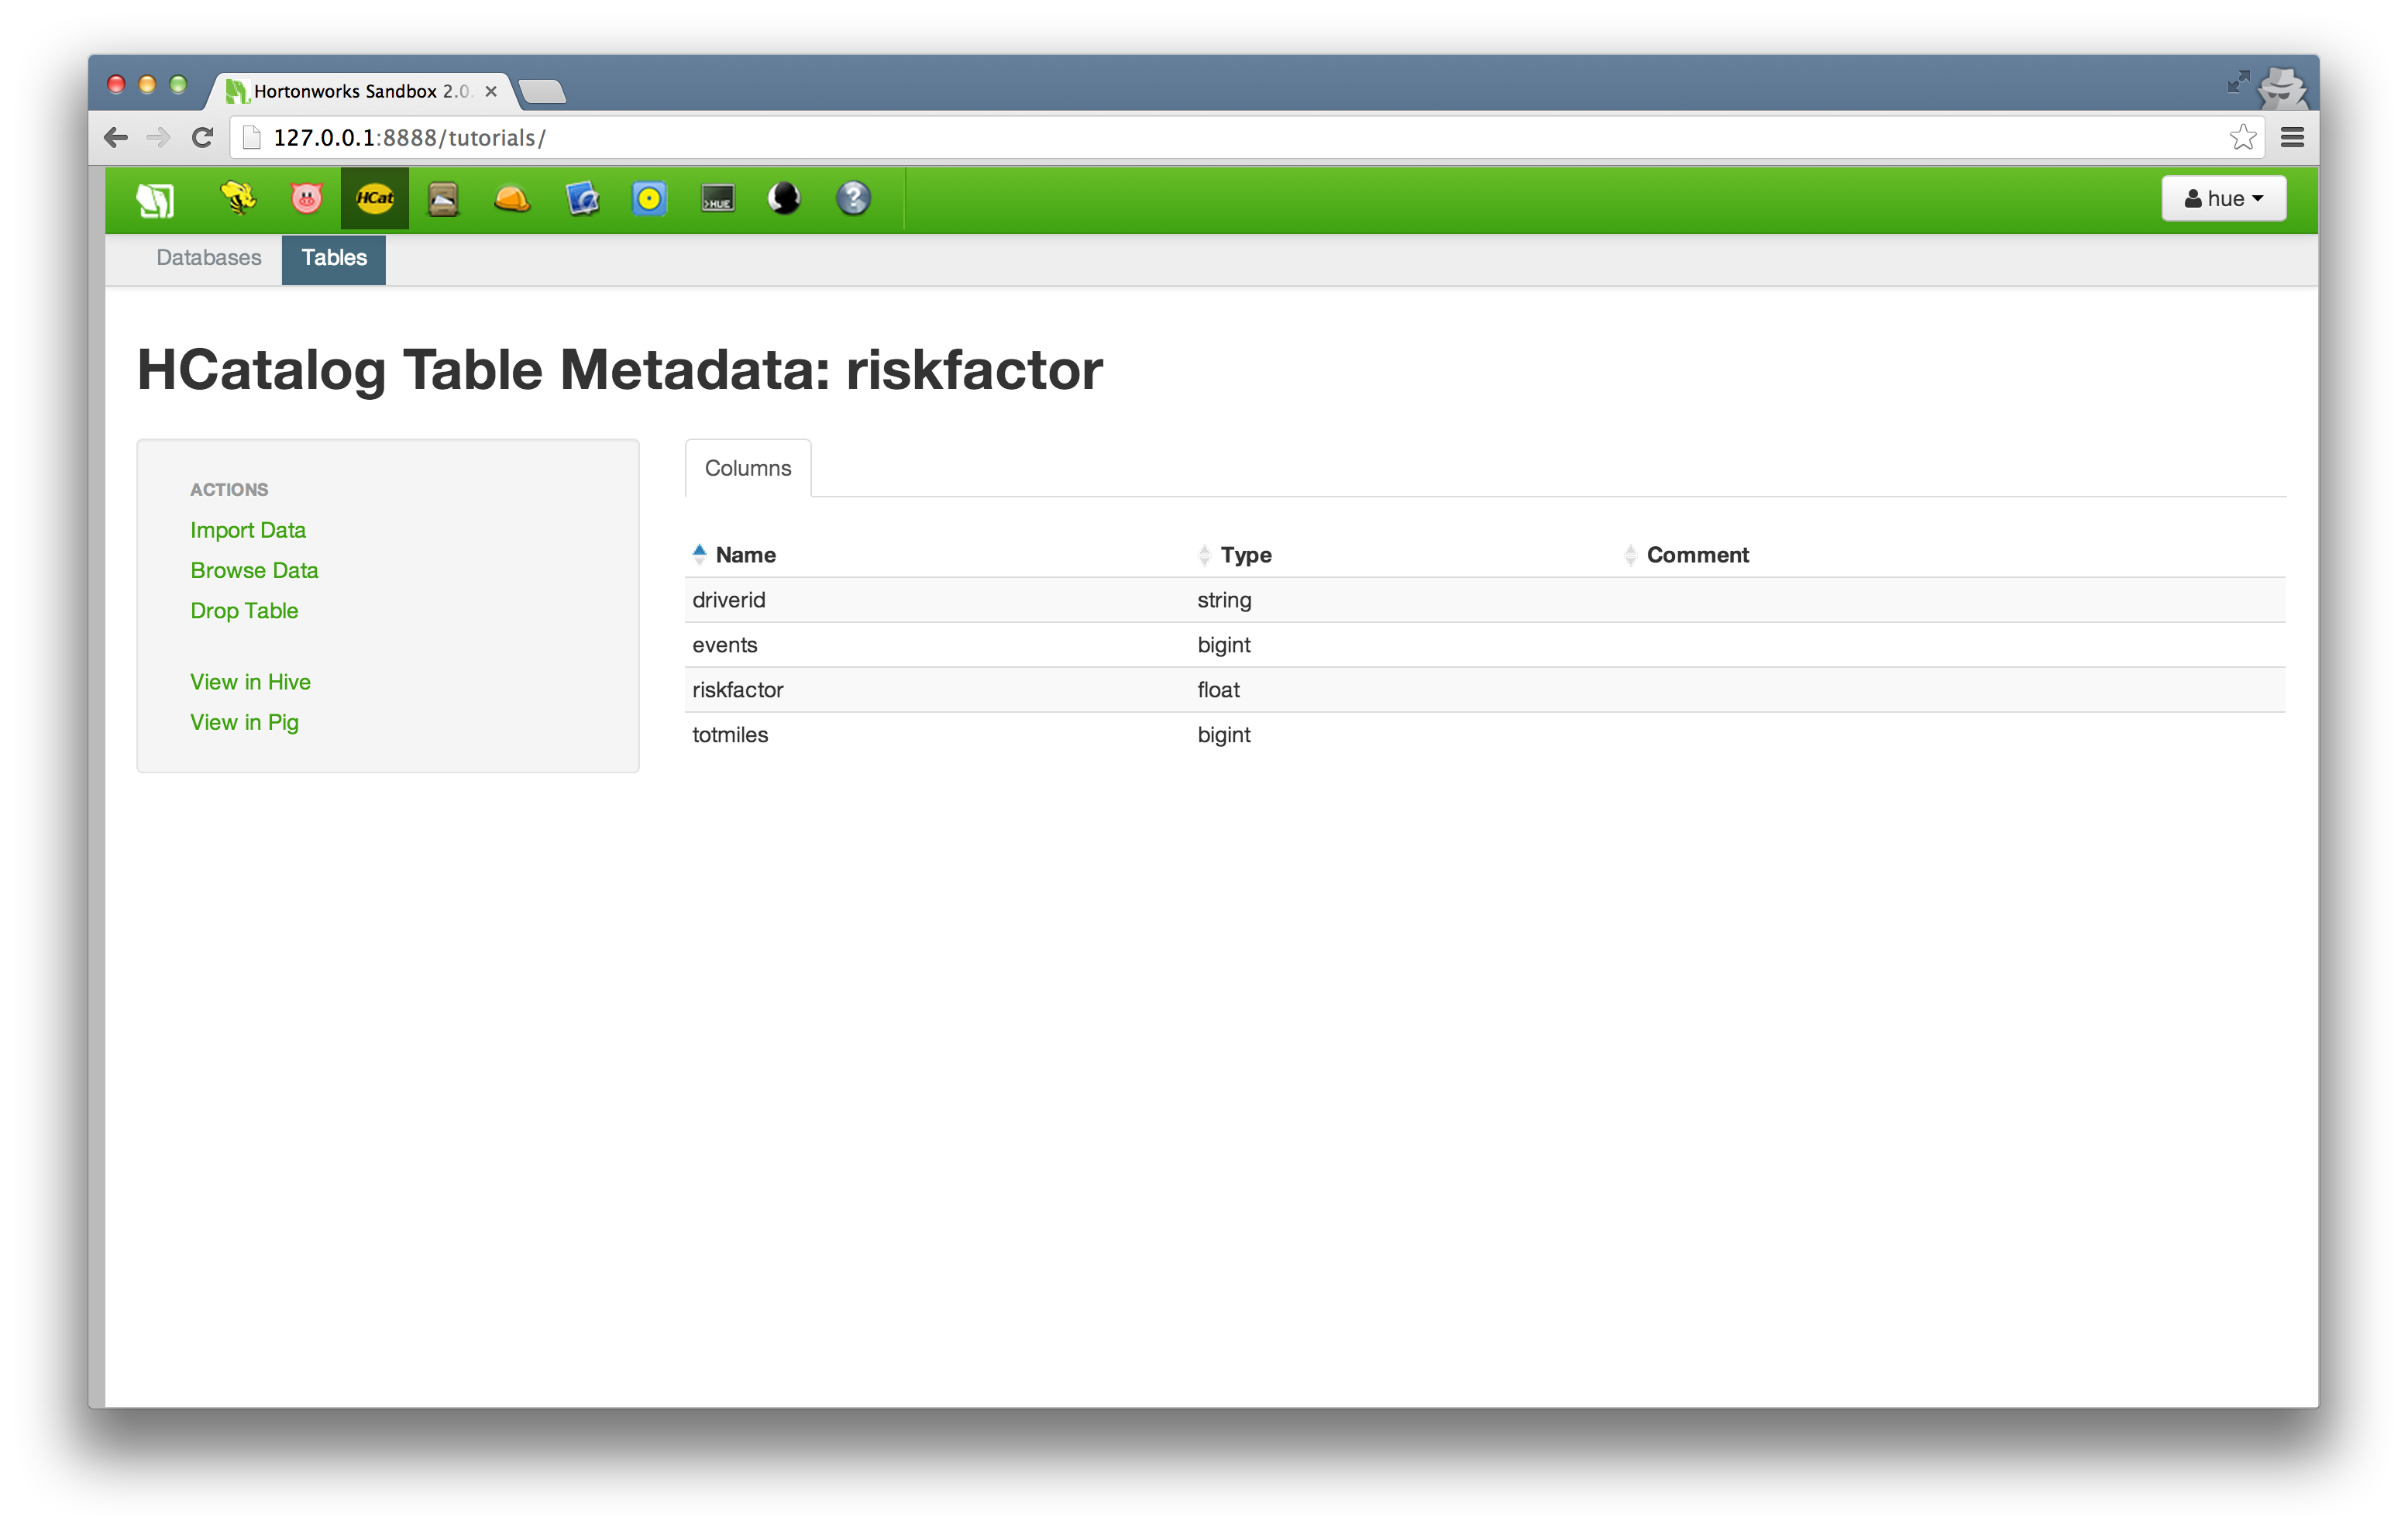 Hortonworks Sandbox 2.0.
127.0.0.1:8888/tutorials/
HCat
>HUE
?
hue
Databases Tables
HCatalog Table Metadata: riskfactor
ACTIONS
Import Data
Browse Data
Drop Table
View in Hive
View in Pig
Columns
Name Type Comment
driverid string
events bigint
riskfactor float
totmiles bigint